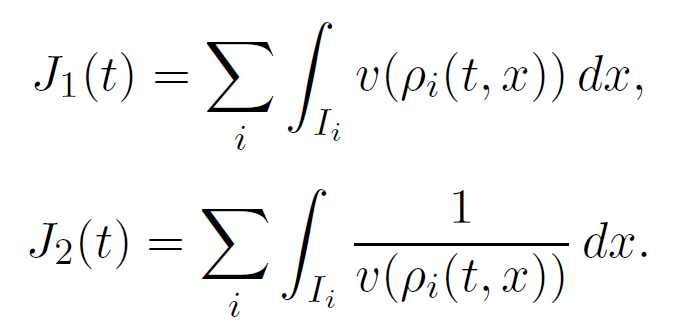 J_1(t) = \sum_i \int_{I_i} v(\rho_i(t, x)) \, dx,
J_2(t) = \sum_i \int_{I_i} \frac{1}{v(\rho_i(t, x))} \, dx.